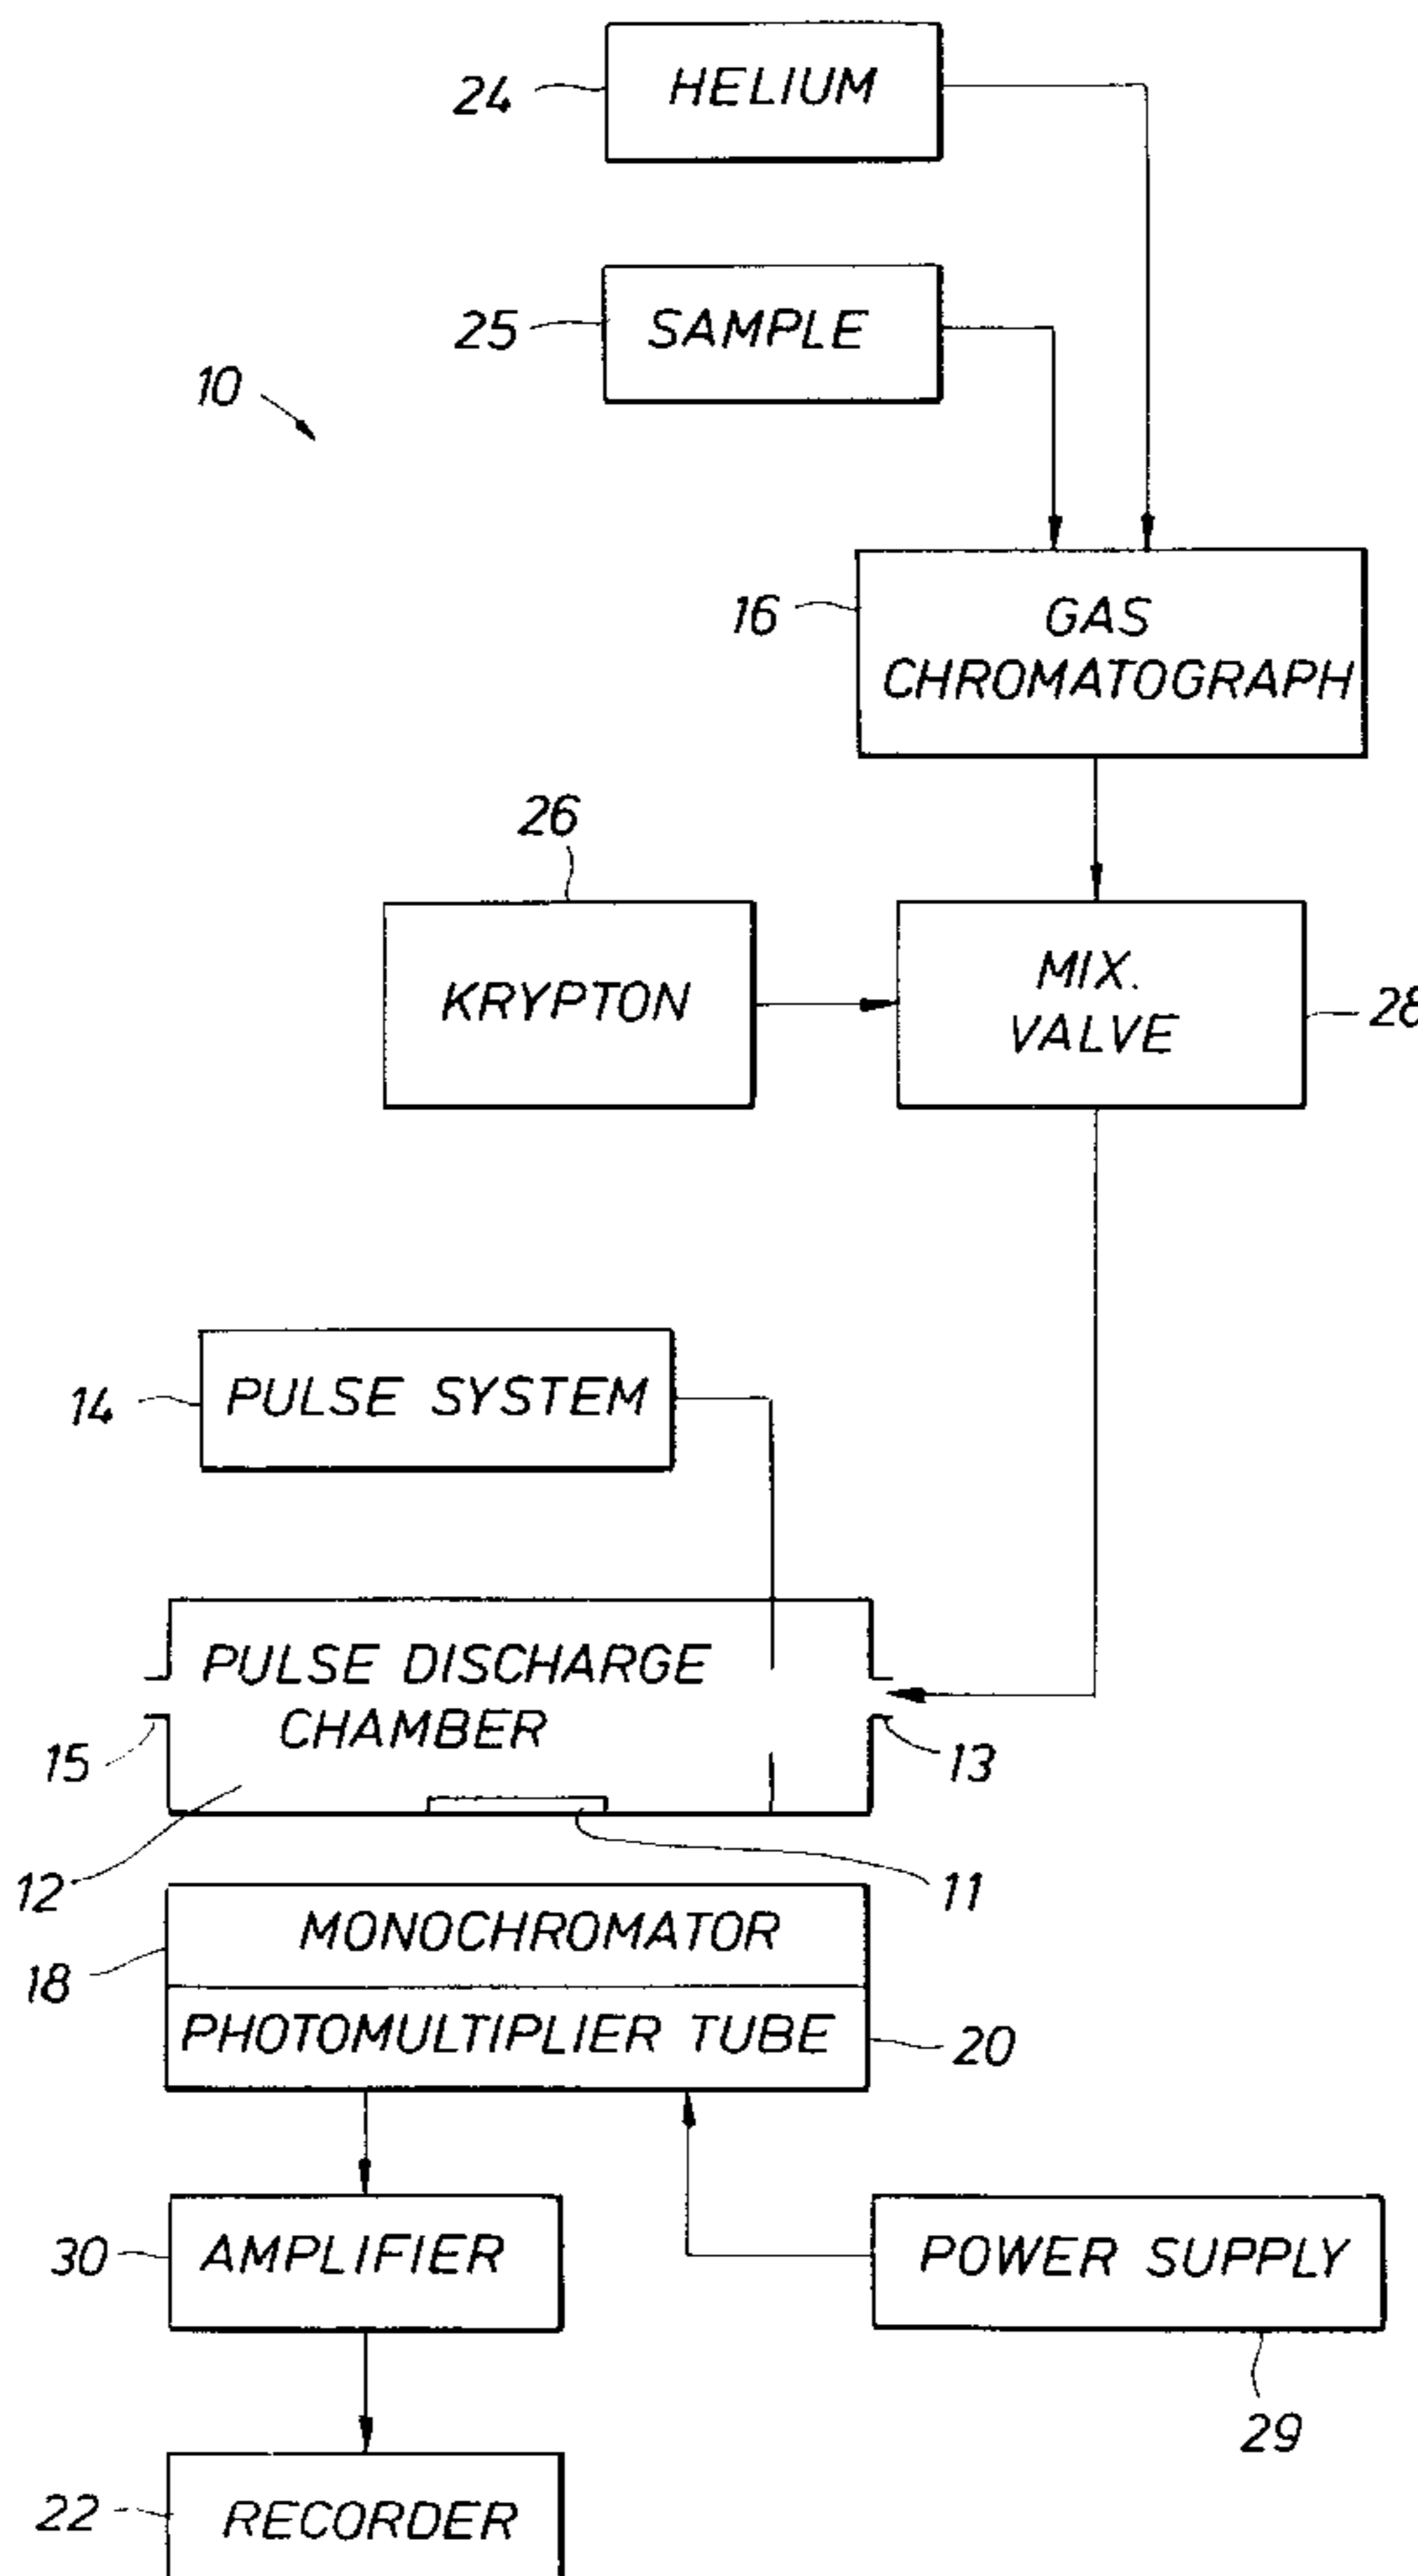 24
HELIUM
25
SAMPLE
10
16
GAS
CHROMATOGRAPH
26
KRYPTON
MIX.
VALVE
28
14
PULSE SYSTEM
PULSE DISCHARGE
CHAMBER
15
13
12
11
MONOCHROMATOR
18
PHOTOMULTIPLIER TUBE
20
30
AMPLIFIER
POWER SUPPLY
29
22
RECORDER